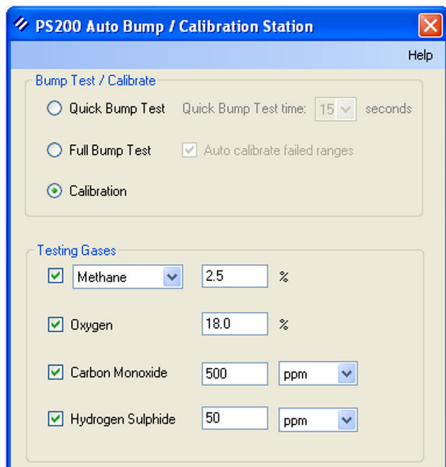 PS200 Auto Bump / Calibration Station
Help
Bump Test / Calibrate
Quick Bump Test Quick Bump Test time: 15 seconds
Full Bump Test Auto calibrate failed ranges
Calibration
Testing Gases
Methane 2.5 %
Oxygen 18.0 %
Carbon Monoxide 500 ppm
Hydrogen Sulphide 50 ppm